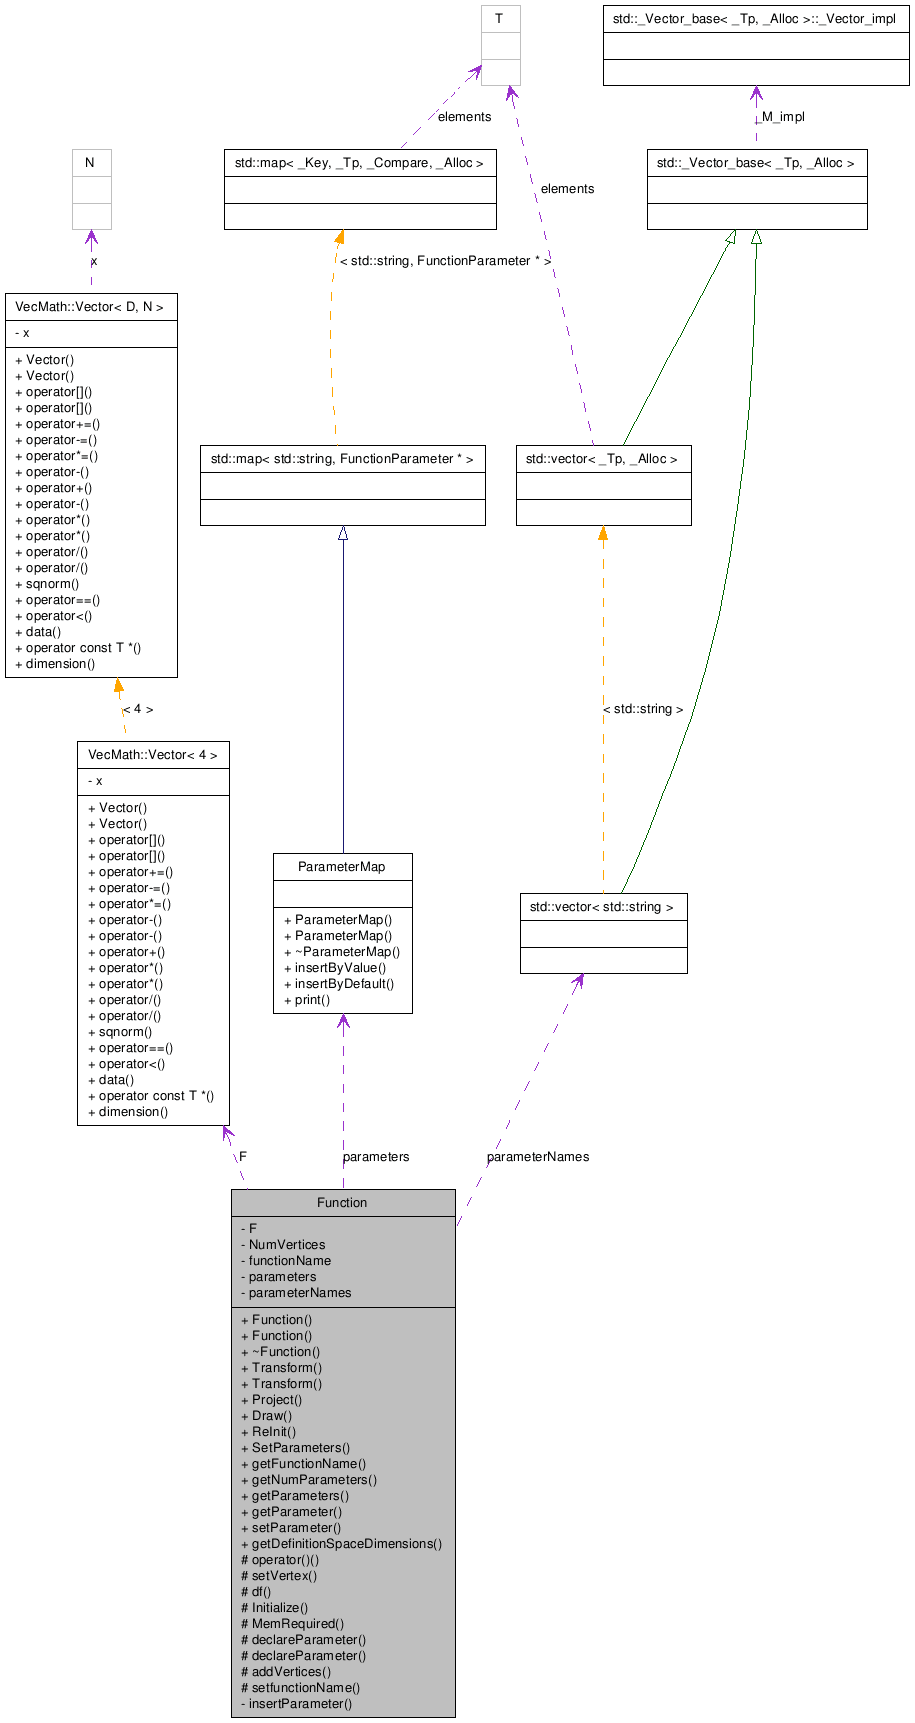 T
std::_Vector_base< _Tp, _Alloc >::_Vector_impl
elements
_M_impl
N
std::map< _Key, _Tp, _Compare, _Alloc >
std::_Vector_base< _Tp, _Alloc >
elements
x
< std::string, FunctionParameter * >
VecMath::Vector< D, N >
- x
+ Vector()
+ Vector()
+ operator[]()
+ operator[]()
+ operator+=()
+ operator-=()
+ operator*=()
+ operator-()
+ operator+()
+ operator-()
+ operator*()
+ operator*()
+ operator/()
+ operator/()
+ sqnorm()
+ operator==()
+ operator<()
+ data()
+ operator const T *()
+ dimension()
std::map< std::string, FunctionParameter * >
std::vector< _Tp, _Alloc >
< 4 >
< std::string >
VecMath::Vector< 4 >
- x
+ Vector()
+ Vector()
+ operator[]()
+ operator[]()
+ operator+=()
+ operator-=()
+ operator*=()
+ operator-()
+ operator-()
+ operator+()
+ operator*()
+ operator*()
+ operator/()
+ operator/()
+ sqnorm()
+ operator==()
+ operator<()
+ data()
+ operator const T *()
+ dimension()
ParameterMap
+ ParameterMap()
+ ParameterMap()
+ ~ParameterMap()
+ insertByValue()
+ insertByDefault()
+ print()
std::vector< std::string >
F
parameters
parameterNames
Function
- F
- NumVertices
- functionName
- parameters
- parameterNames
+ Function()
+ Function()
+ ~Function()
+ Transform()
+ Transform()
+ Project()
+ Draw()
+ ReInit()
+ SetParameters()
+ getFunctionName()
+ getNumParameters()
+ getParameters()
+ getParameter()
+ setParameter()
+ getDefinitionSpaceDimensions()
# operator()()
# setVertex()
# df()
# Initialize()
# MemRequired()
# declareParameter()
# declareParameter()
# addVertices()
# setfunctionName()
- insertParameter()